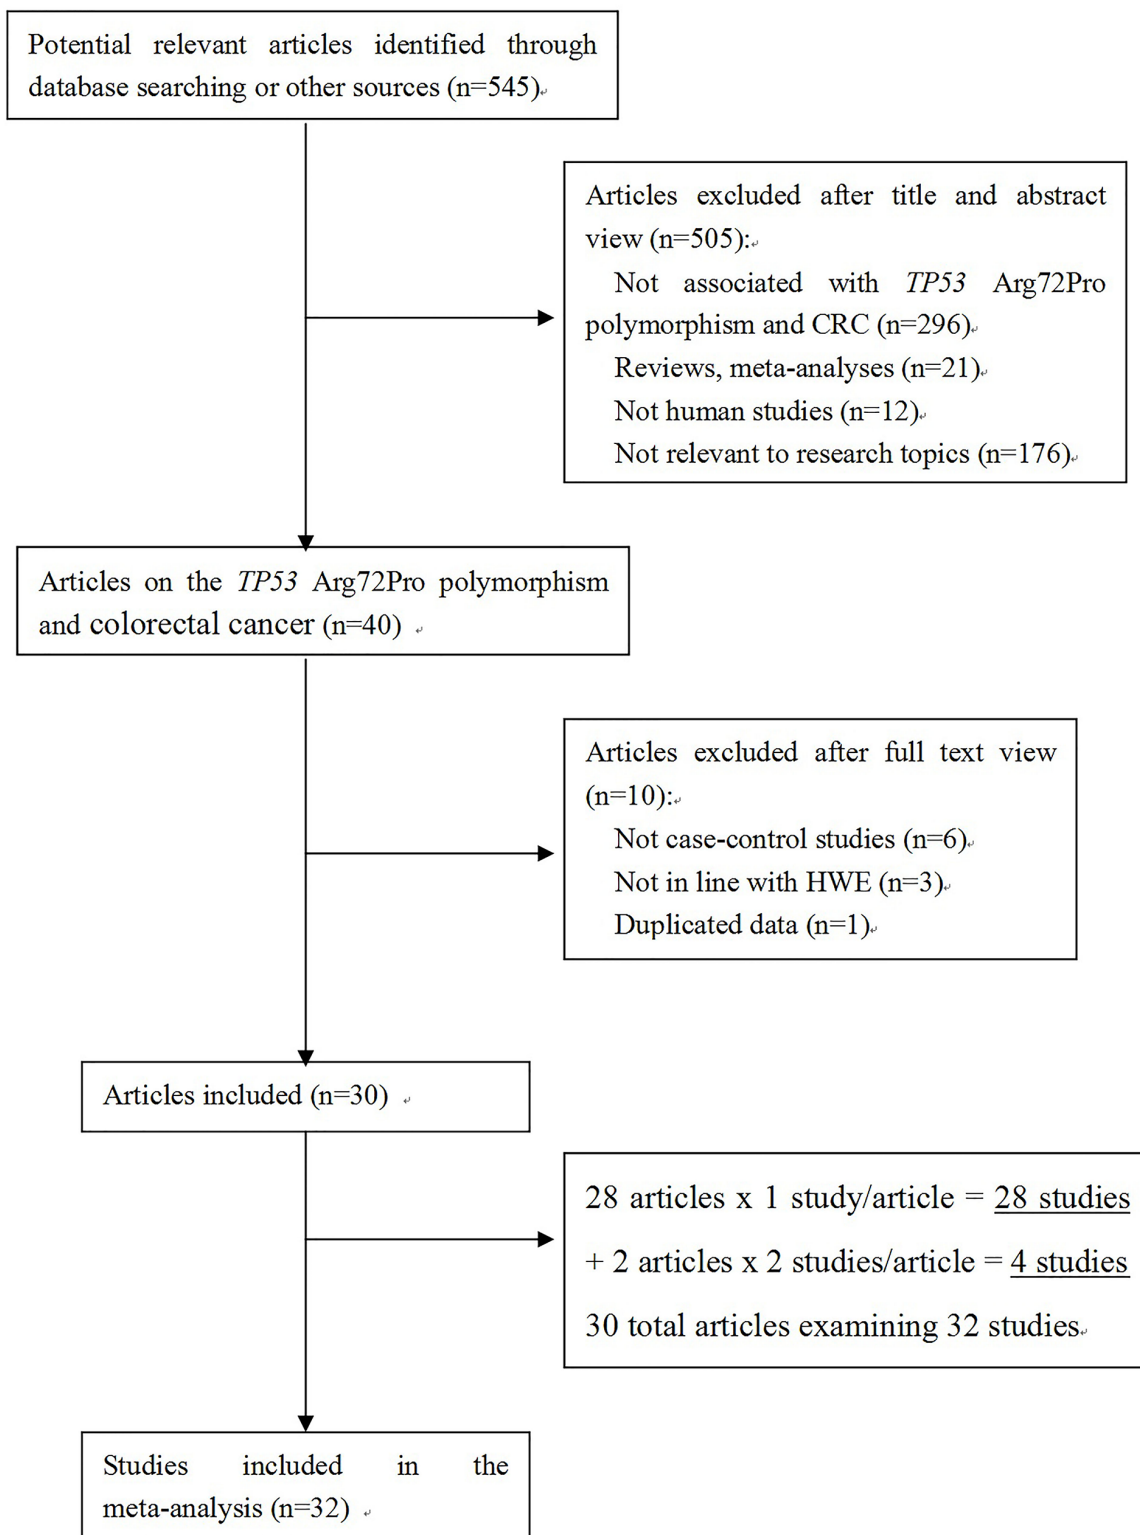 Potential relevant articles identified through
database searching or other sources (n=545)
Articles excluded after title and abstract
view (n=505):
Not associated with TP53 Arg72Pro
polymorphism and CRC (n=296)
Reviews, meta-analyses (n=21)
Not human studies (n=12)
Not relevant to research topics (n=176)
Articles on the TP53 Arg72Pro polymorphism
and colorectal cancer (n=40)
Articles excluded after full text view
(n=10):
Not case-control studies (n=6)
Not in line with HWE (n=3)
Duplicated data (n=1)
Articles included (n=30)
28 articles x 1 study/article = 28 studies
+ 2 articles x 2 studies/article = 4 studies
30 total articles examining 32 studies
Studies included in the
meta-analysis (n=32)